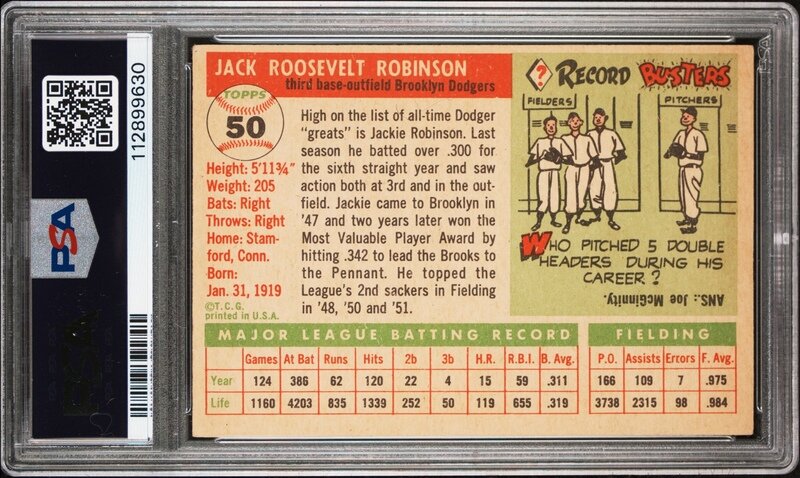 112899630
PSA
JACK ROOSEVELT ROBINSON
third base-outfield Brooklyn Dodgers
TOPPS
50
Height: 5'11¾"
Weight: 205
Bats: Right
Throws: Right
Home: Stam-
ford, Conn.
Born:
Jan. 31, 1919
©T.C.G.
printed in U.S.A.
High on the list of all-time Dodger
"greats" is Jackie Robinson. Last
season he batted over .300 for
the sixth straight year and saw
action both at 3rd and in the out-
field. Jackie came to Brooklyn in
'47 and two years later won the
Most Valuable Player Award by
hitting .342 to lead the Brooks to
the Pennant. He topped the
League's 2nd sackers in Fielding
in '48, '50 and '51.
? RECORD BUSTERS
FIELDERS PITCHERS
WHO PITCHED 5 DOUBLE
HEADERS DURING HIS
CAREER?
ANS.: Joe McGinnity.
MAJOR LEAGUE BATTING RECORD FIELDING
Games At Bat Runs Hits 2b 3b H.R. R.B.I. B. Avg. P.O. Assists Errors F. Avg.
Year 124 386 62 120 22 4 15 59 .311 166 109 7 .975
Life 1160 4203 835 1339 252 50 119 655 .319 3738 2315 98 .984